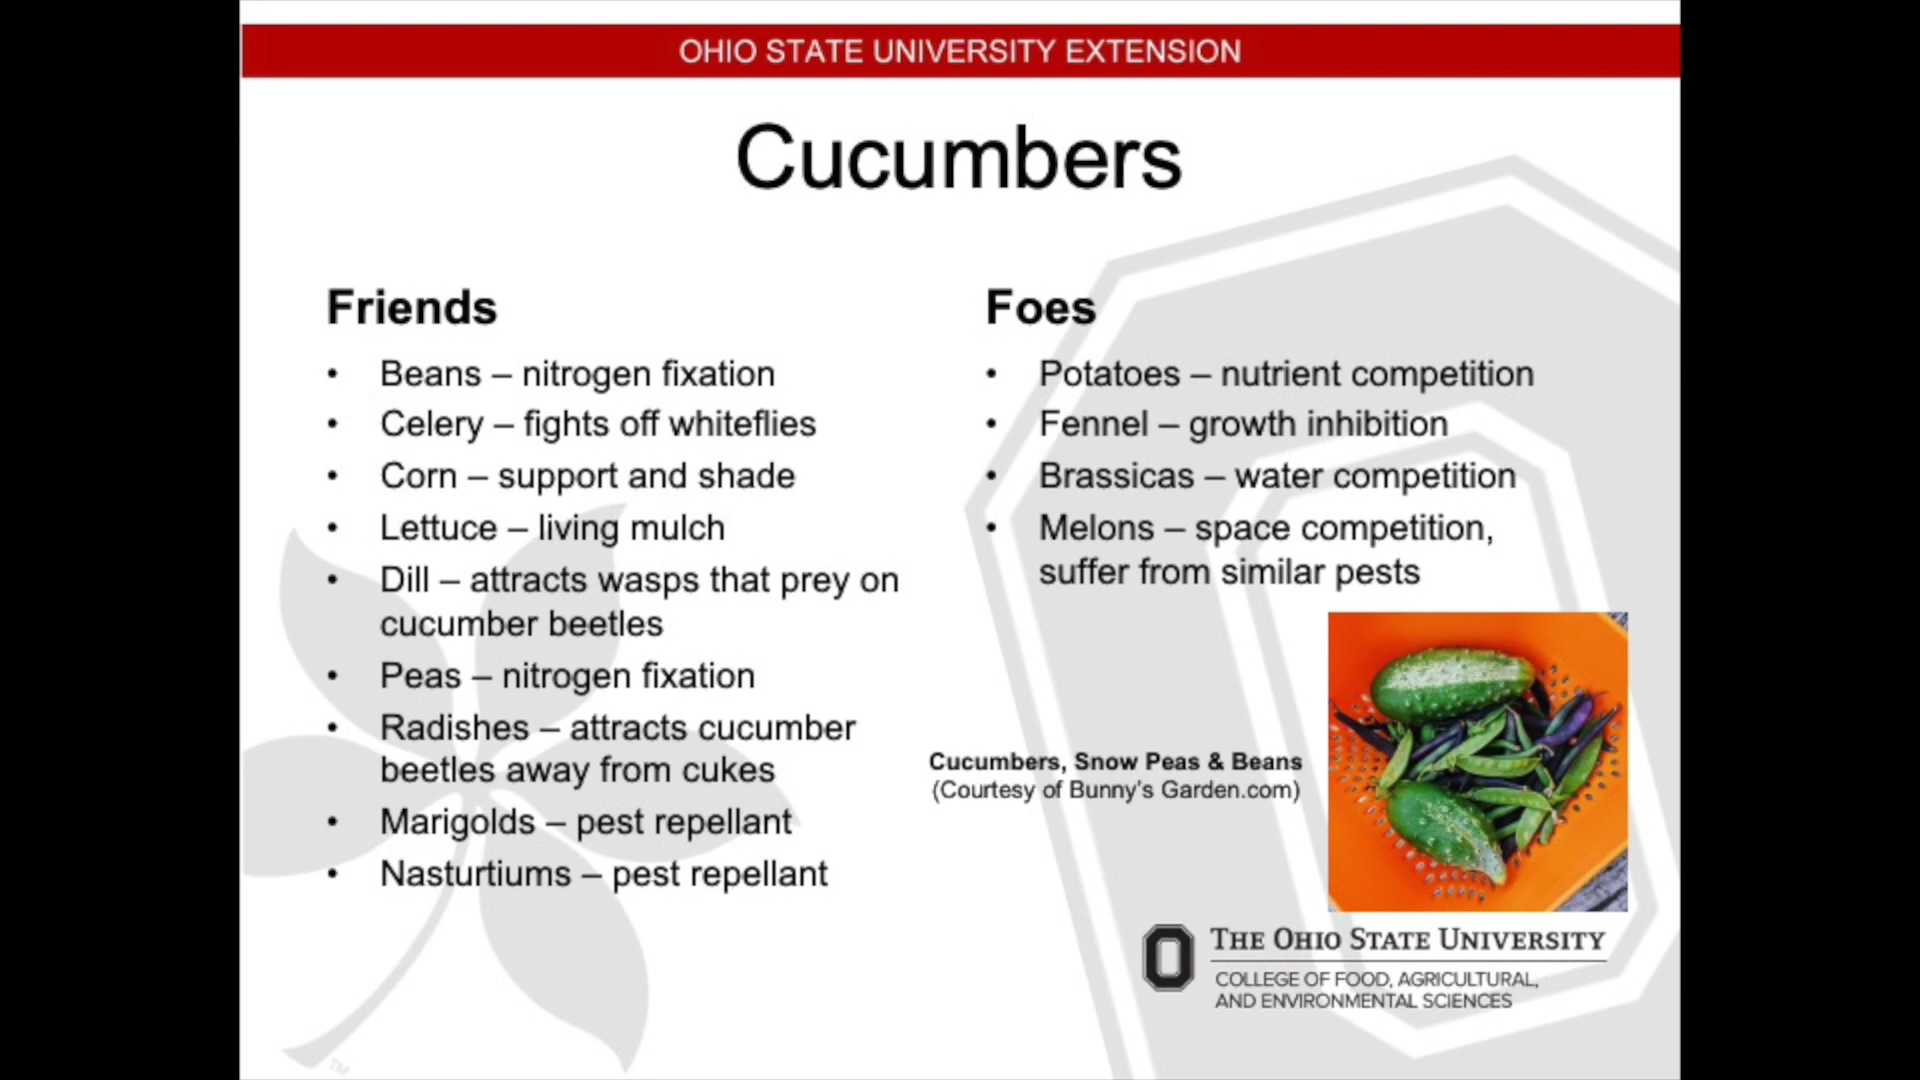 OHIO STATE UNIVERSITY EXTENSION
Cucumbers
Friends
• Beans – nitrogen fixation
• Celery – fights off whiteflies
• Corn – support and shade
• Lettuce – living mulch
• Dill – attracts wasps that prey on
cucumber beetles
• Peas – nitrogen fixation
• Radishes – attracts cucumber
beetles away from cukes
• Marigolds – pest repellant
• Nasturtiums – pest repellant
Foes
• Potatoes – nutrient competition
• Fennel – growth inhibition
• Brassicas – water competition
• Melons – space competition,
suffer from similar pests
Cucumbers, Snow Peas & Beans
(Courtesy of Bunny's Garden.com)
THE OHIO STATE UNIVERSITY
COLLEGE OF FOOD, AGRICULTURAL,
AND ENVIRONMENTAL SCIENCES
TM